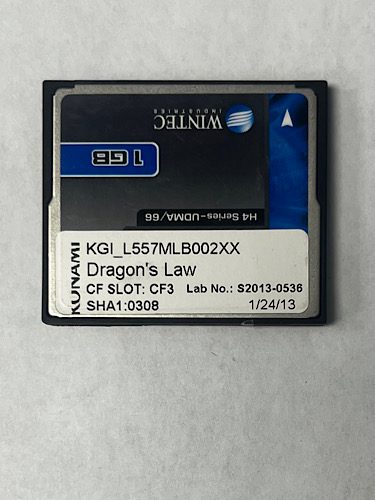 WINTEC
INDUSTRIES
1 GB
H4 Series-UDMA/66
KONAMI
KGI_L557MLB002XX
Dragon's Law
CF SLOT: CF3 Lab No.: S2013-0536
SHA1:0308 1/24/13